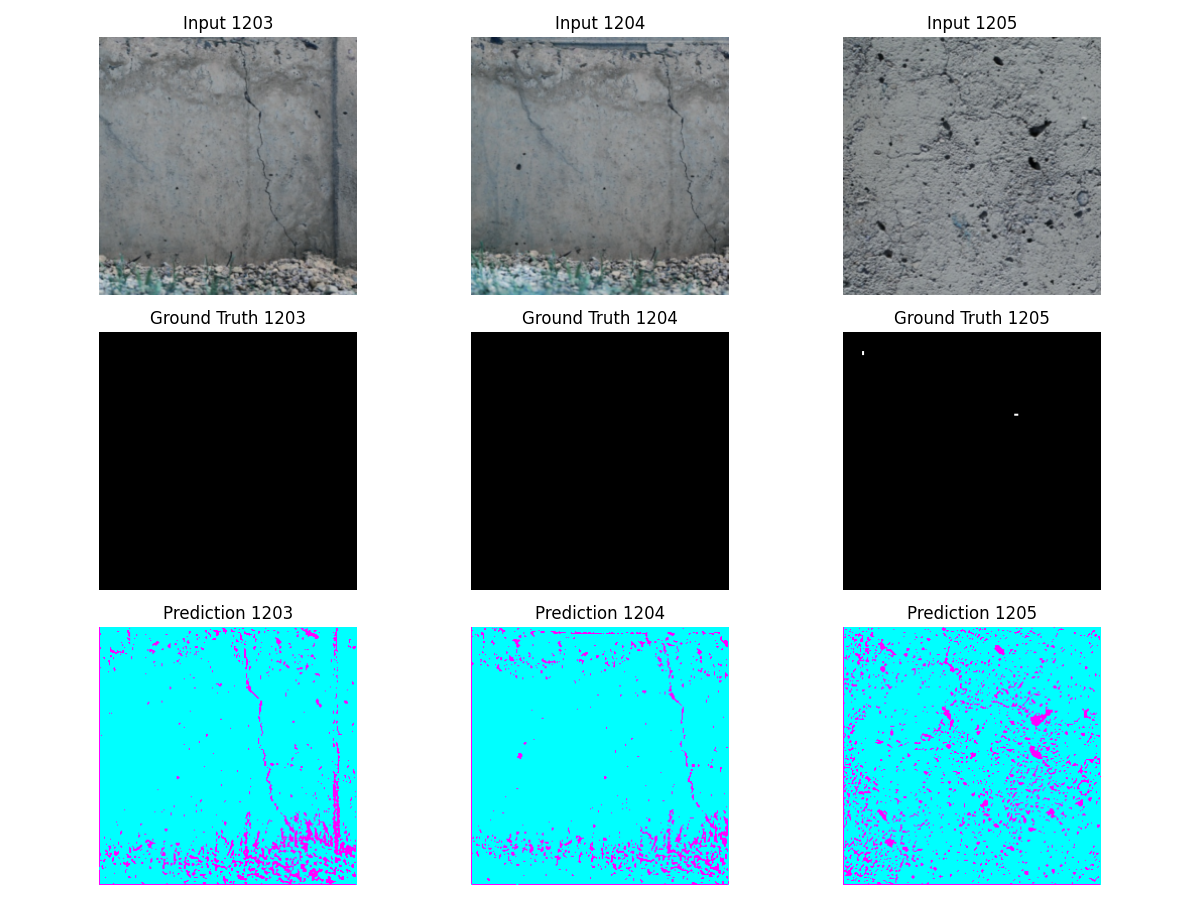 Input 1203
Input 1204
Input 1205
Ground Truth 1203
Ground Truth 1204
Ground Truth 1205
Prediction 1203
Prediction 1204
Prediction 1205